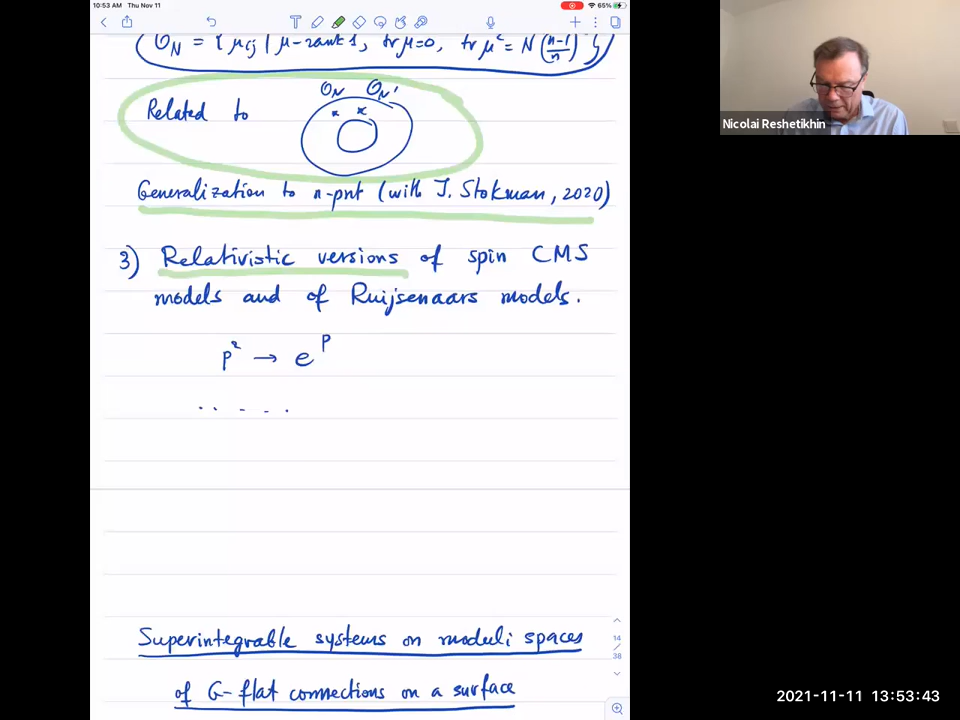 10:53 AM Thu Nov 11
65%
O_N = { μ_ij | μ-rank 1, tr μ = 0, tr μ² = N (n-1/n) }
O_N O_N'
Related to
x x
Generalization to n-pnt (with J. Stokman, 2020)
3) Relativistic versions of spin CMS
models and of Ruijsenaars models.
p² → e^p
. . . . .
14
/
38
Superintegrable systems on moduli spaces
of G-flat connections on a surface
Nicolai Reshetikhin
2021-11-11 13:53:43